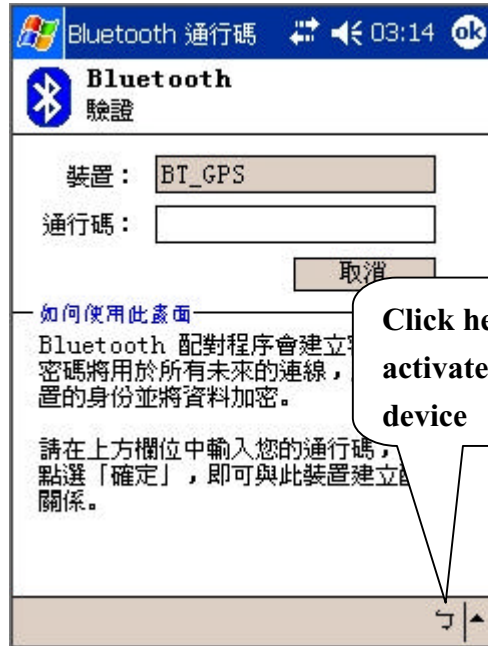 Bluetooth 通行碼 03:14 ok
Bluetooth
驗證
裝置： BT_GPS
通行碼：
取消
如何使用此畫面
Bluetooth 配對程序會建立
密碼將用於所有未來的連線，
置的身份並將資料加密。
請在上方欄位中輸入您的通行碼，
點選「確定」，即可與此裝置建立
關係。
Click
activate
device
ㄅ